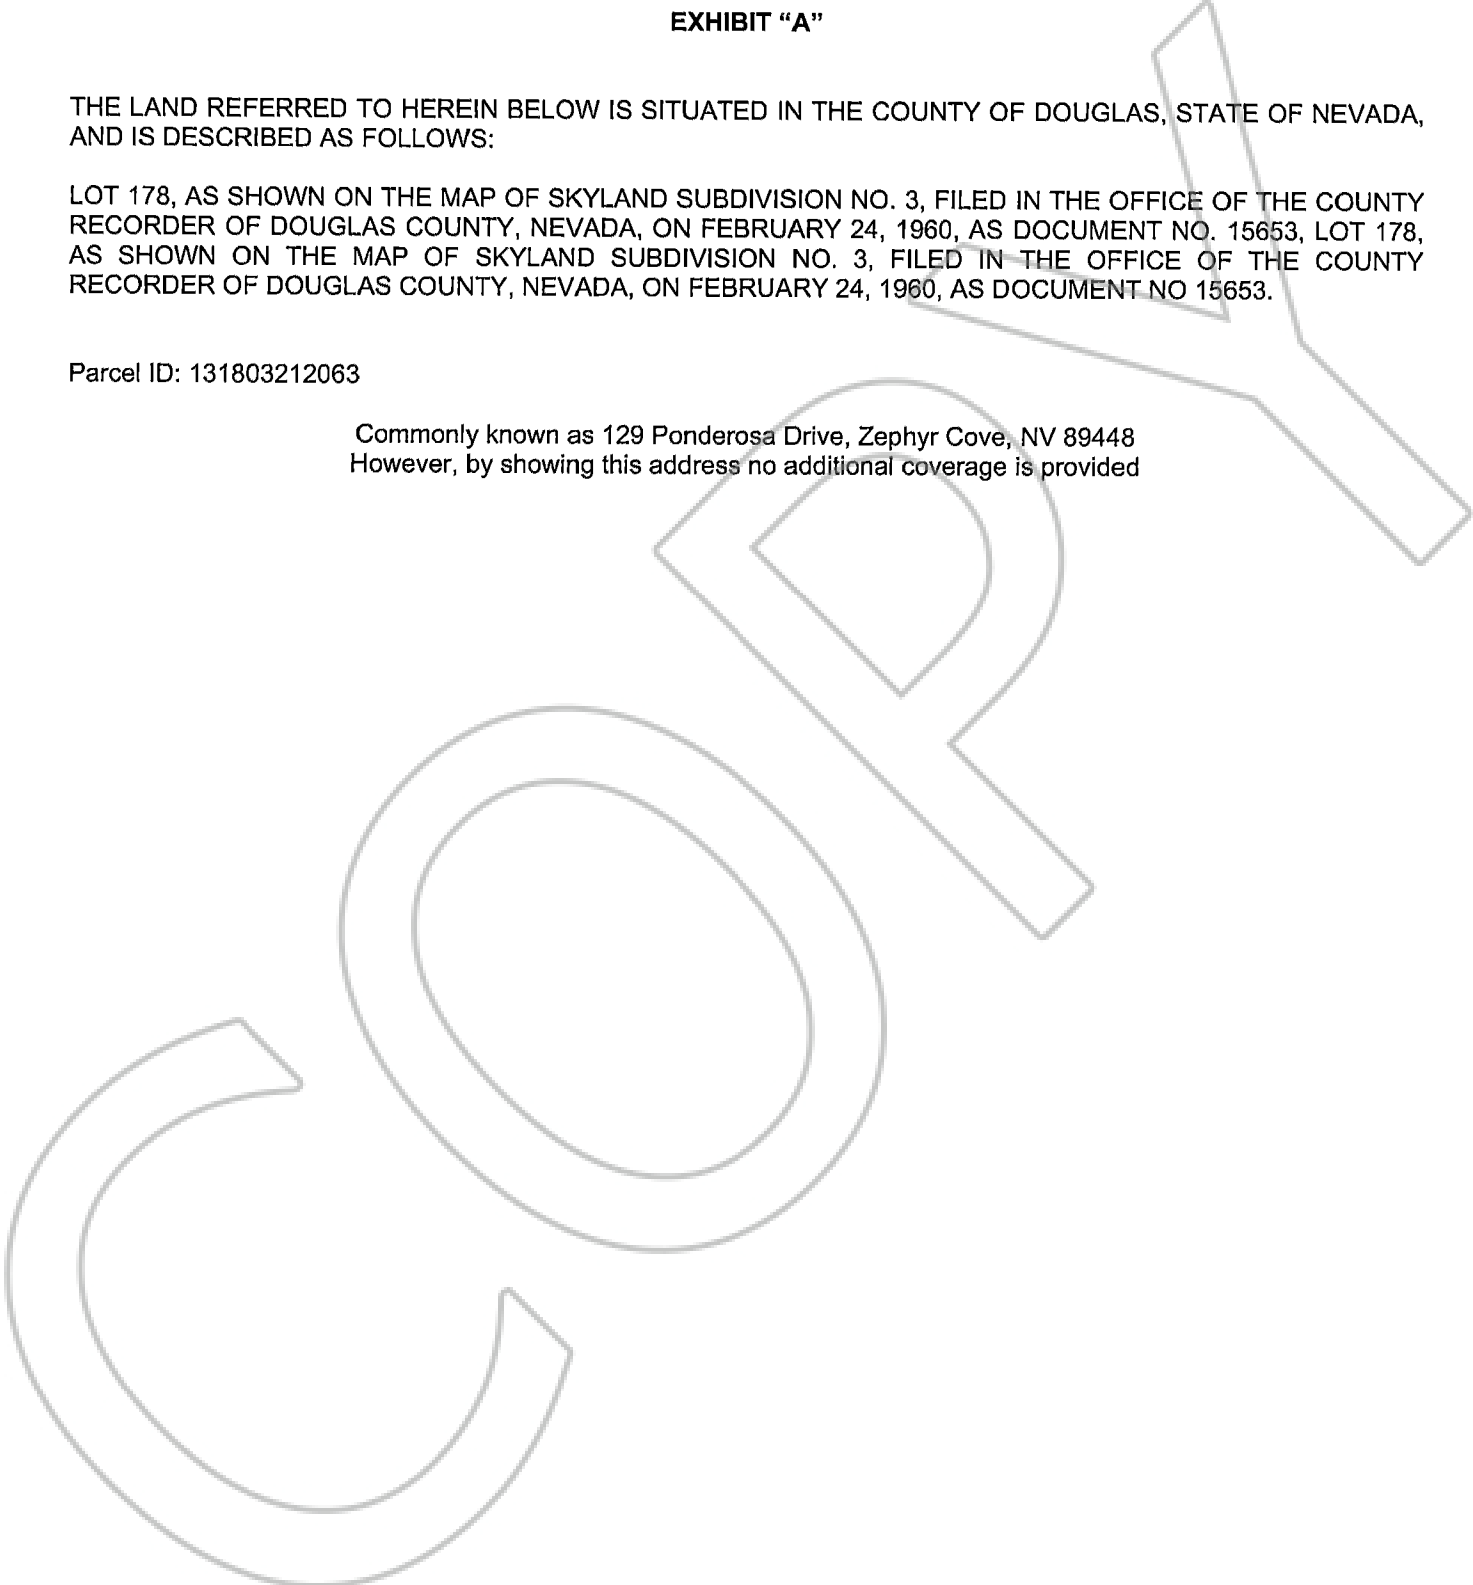 EXHIBIT “A”
THE LAND REFERRED TO HEREIN BELOW IS SITUATED IN THE COUNTY OF DOUGLAS, STATE OF NEVADA,
AND IS DESCRIBED AS FOLLOWS:
LOT 178, AS SHOWN ON THE MAP OF SKYLAND SUBDIVISION NO. 3, FILED IN THE OFFICE OF THE COUNTY
RECORDER OF DOUGLAS COUNTY, NEVADA, ON FEBRUARY 24, 1960, AS DOCUMENT NO. 15653, LOT 178,
AS SHOWN ON THE MAP OF SKYLAND SUBDIVISION NO. 3, FILED IN THE OFFICE OF THE COUNTY
RECORDER OF DOUGLAS COUNTY, NEVADA, ON FEBRUARY 24, 1960, AS DOCUMENT NO 15653.
Parcel ID: 131803212063
Commonly known as 129 Ponderosa Drive, Zephyr Cove, NV 89448
However, by showing this address no additional coverage is provided
COPY